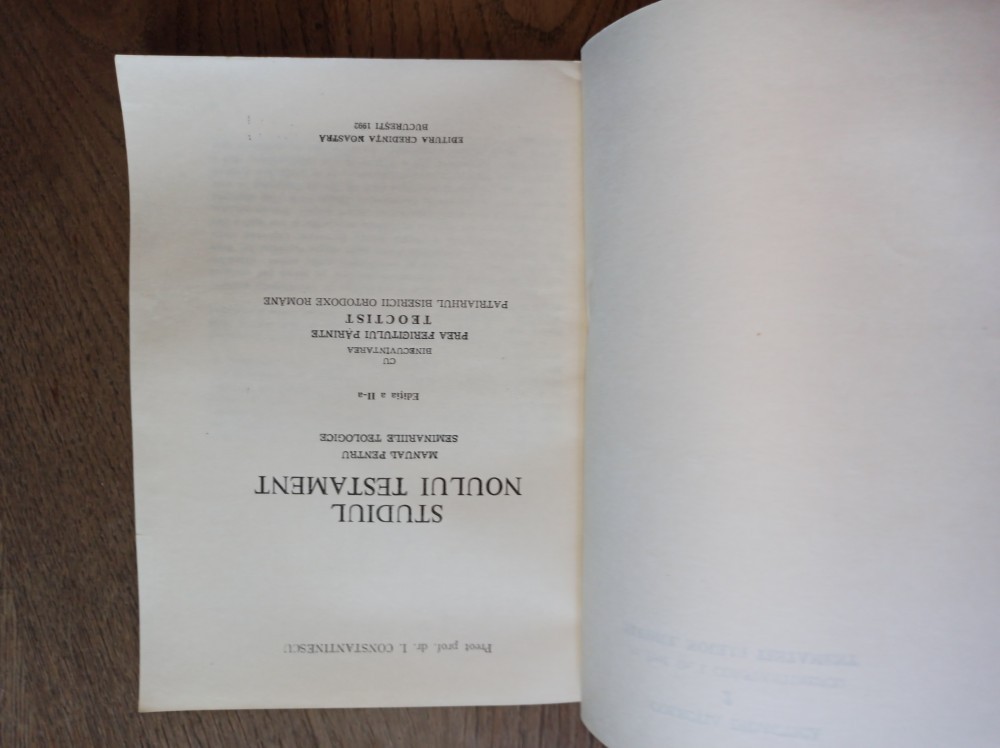 Preot prof. dr. I. CONSTANTINESCU
STUDIUL
NOULUI TESTAMENT
MANUAL PENTRU
SEMINARIILE TEOLOGICE
Ediția a II-a
CU
BINECUVÎNTAREA
PREA FERICITULUI PĂRINTE
TEOCTIST
PATRIARHUL BISERICII ORTODOXE ROMÂNE
EDITURA CREDINȚA NOASTRĂ
BUCUREȘTI 1992